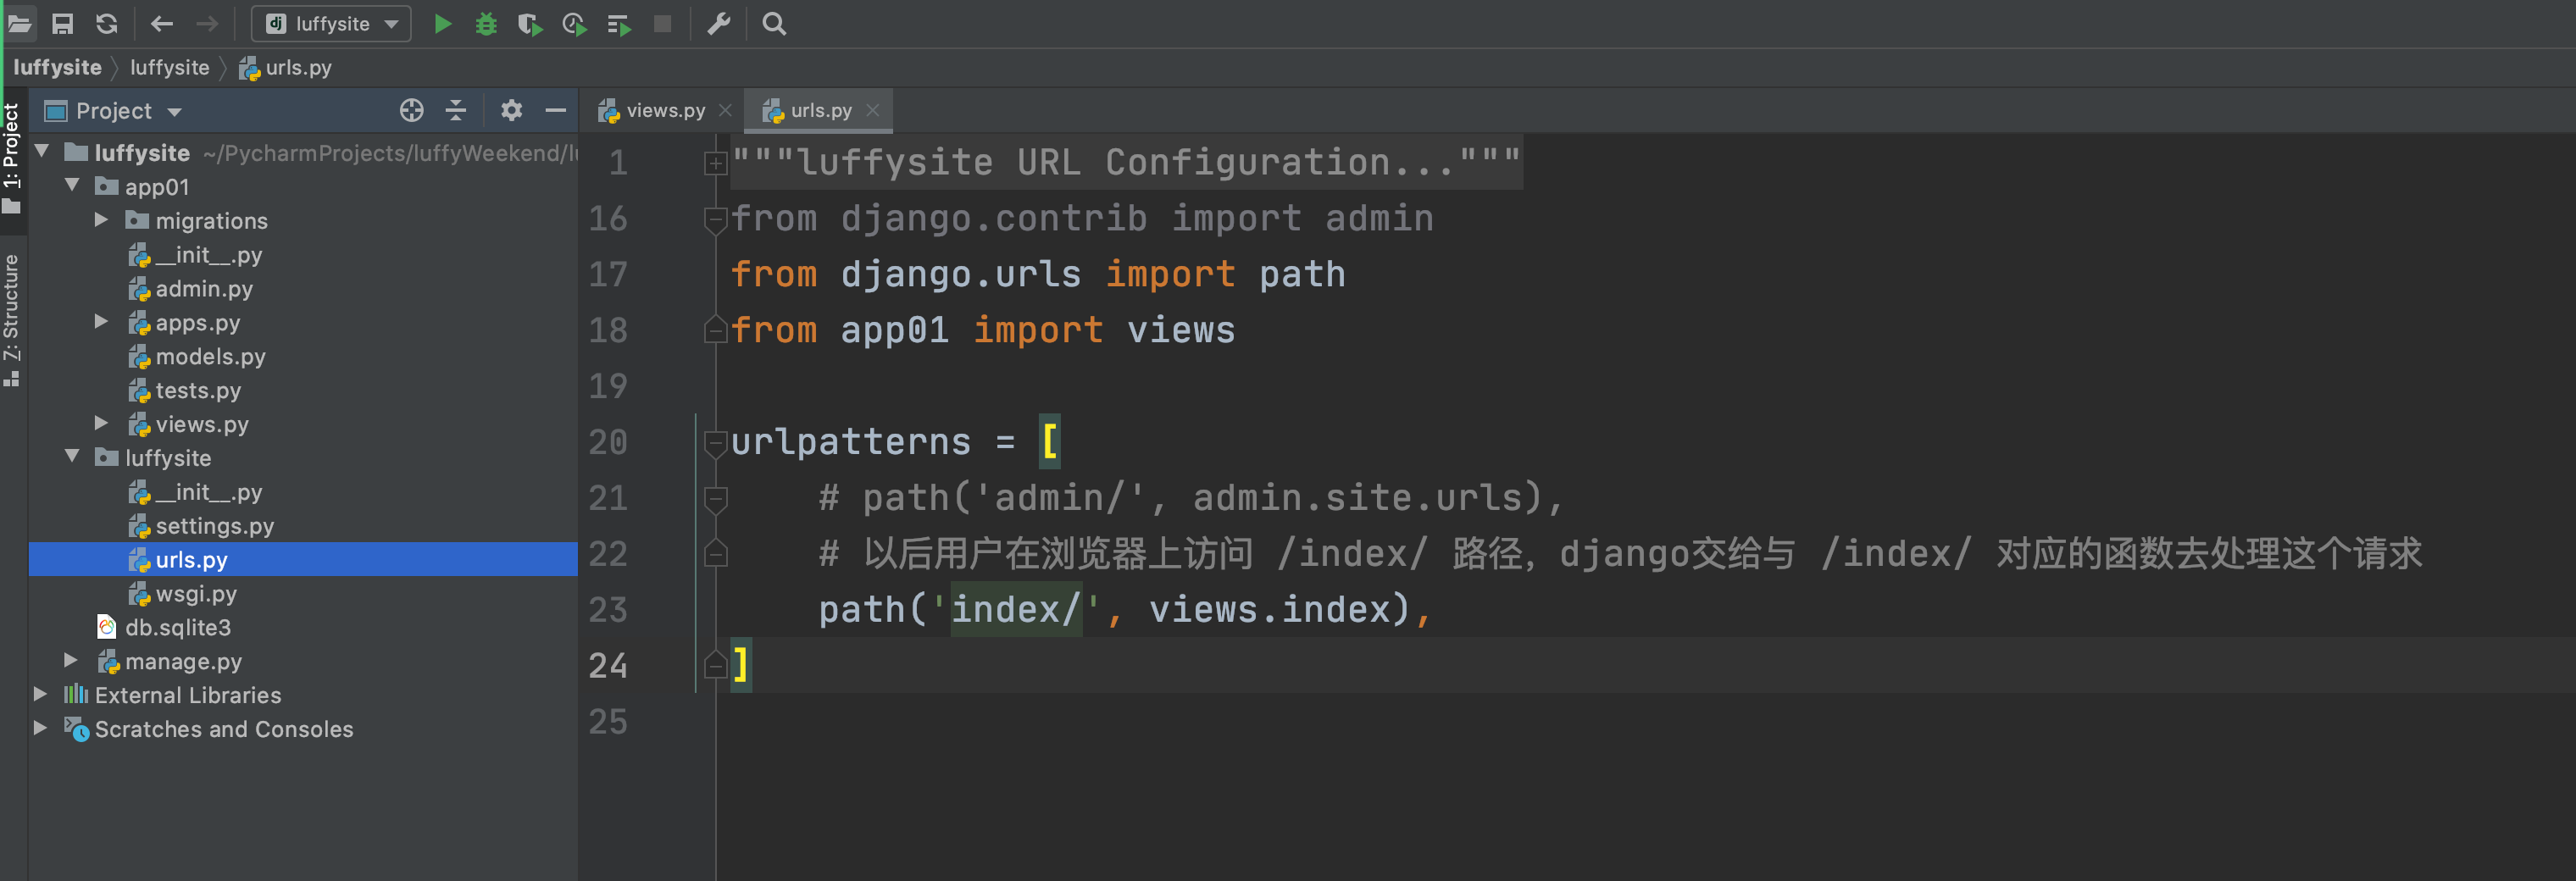 luffysite
luffysite luffysite urls.py
1: Project
Z: Structure
Project
luffysite ~/PycharmProjects/luffyWeekend/lu
app01
migrations
__init__.py
admin.py
apps.py
models.py
tests.py
views.py
luffysite
__init__.py
settings.py
urls.py
wsgi.py
db.sqlite3
manage.py
External Libraries
Scratches and Consoles
views.py urls.py
1 """luffysite URL Configuration..."""
16 from django.contrib import admin
17 from django.urls import path
18 from app01 import views
19
20 urlpatterns = [
21 # path('admin/', admin.site.urls),
22 # 以后用户在浏览器上访问 /index/ 路径，django交给与 /index/ 对应的函数去处理这个请求
23 path('index/', views.index),
24 ]
25